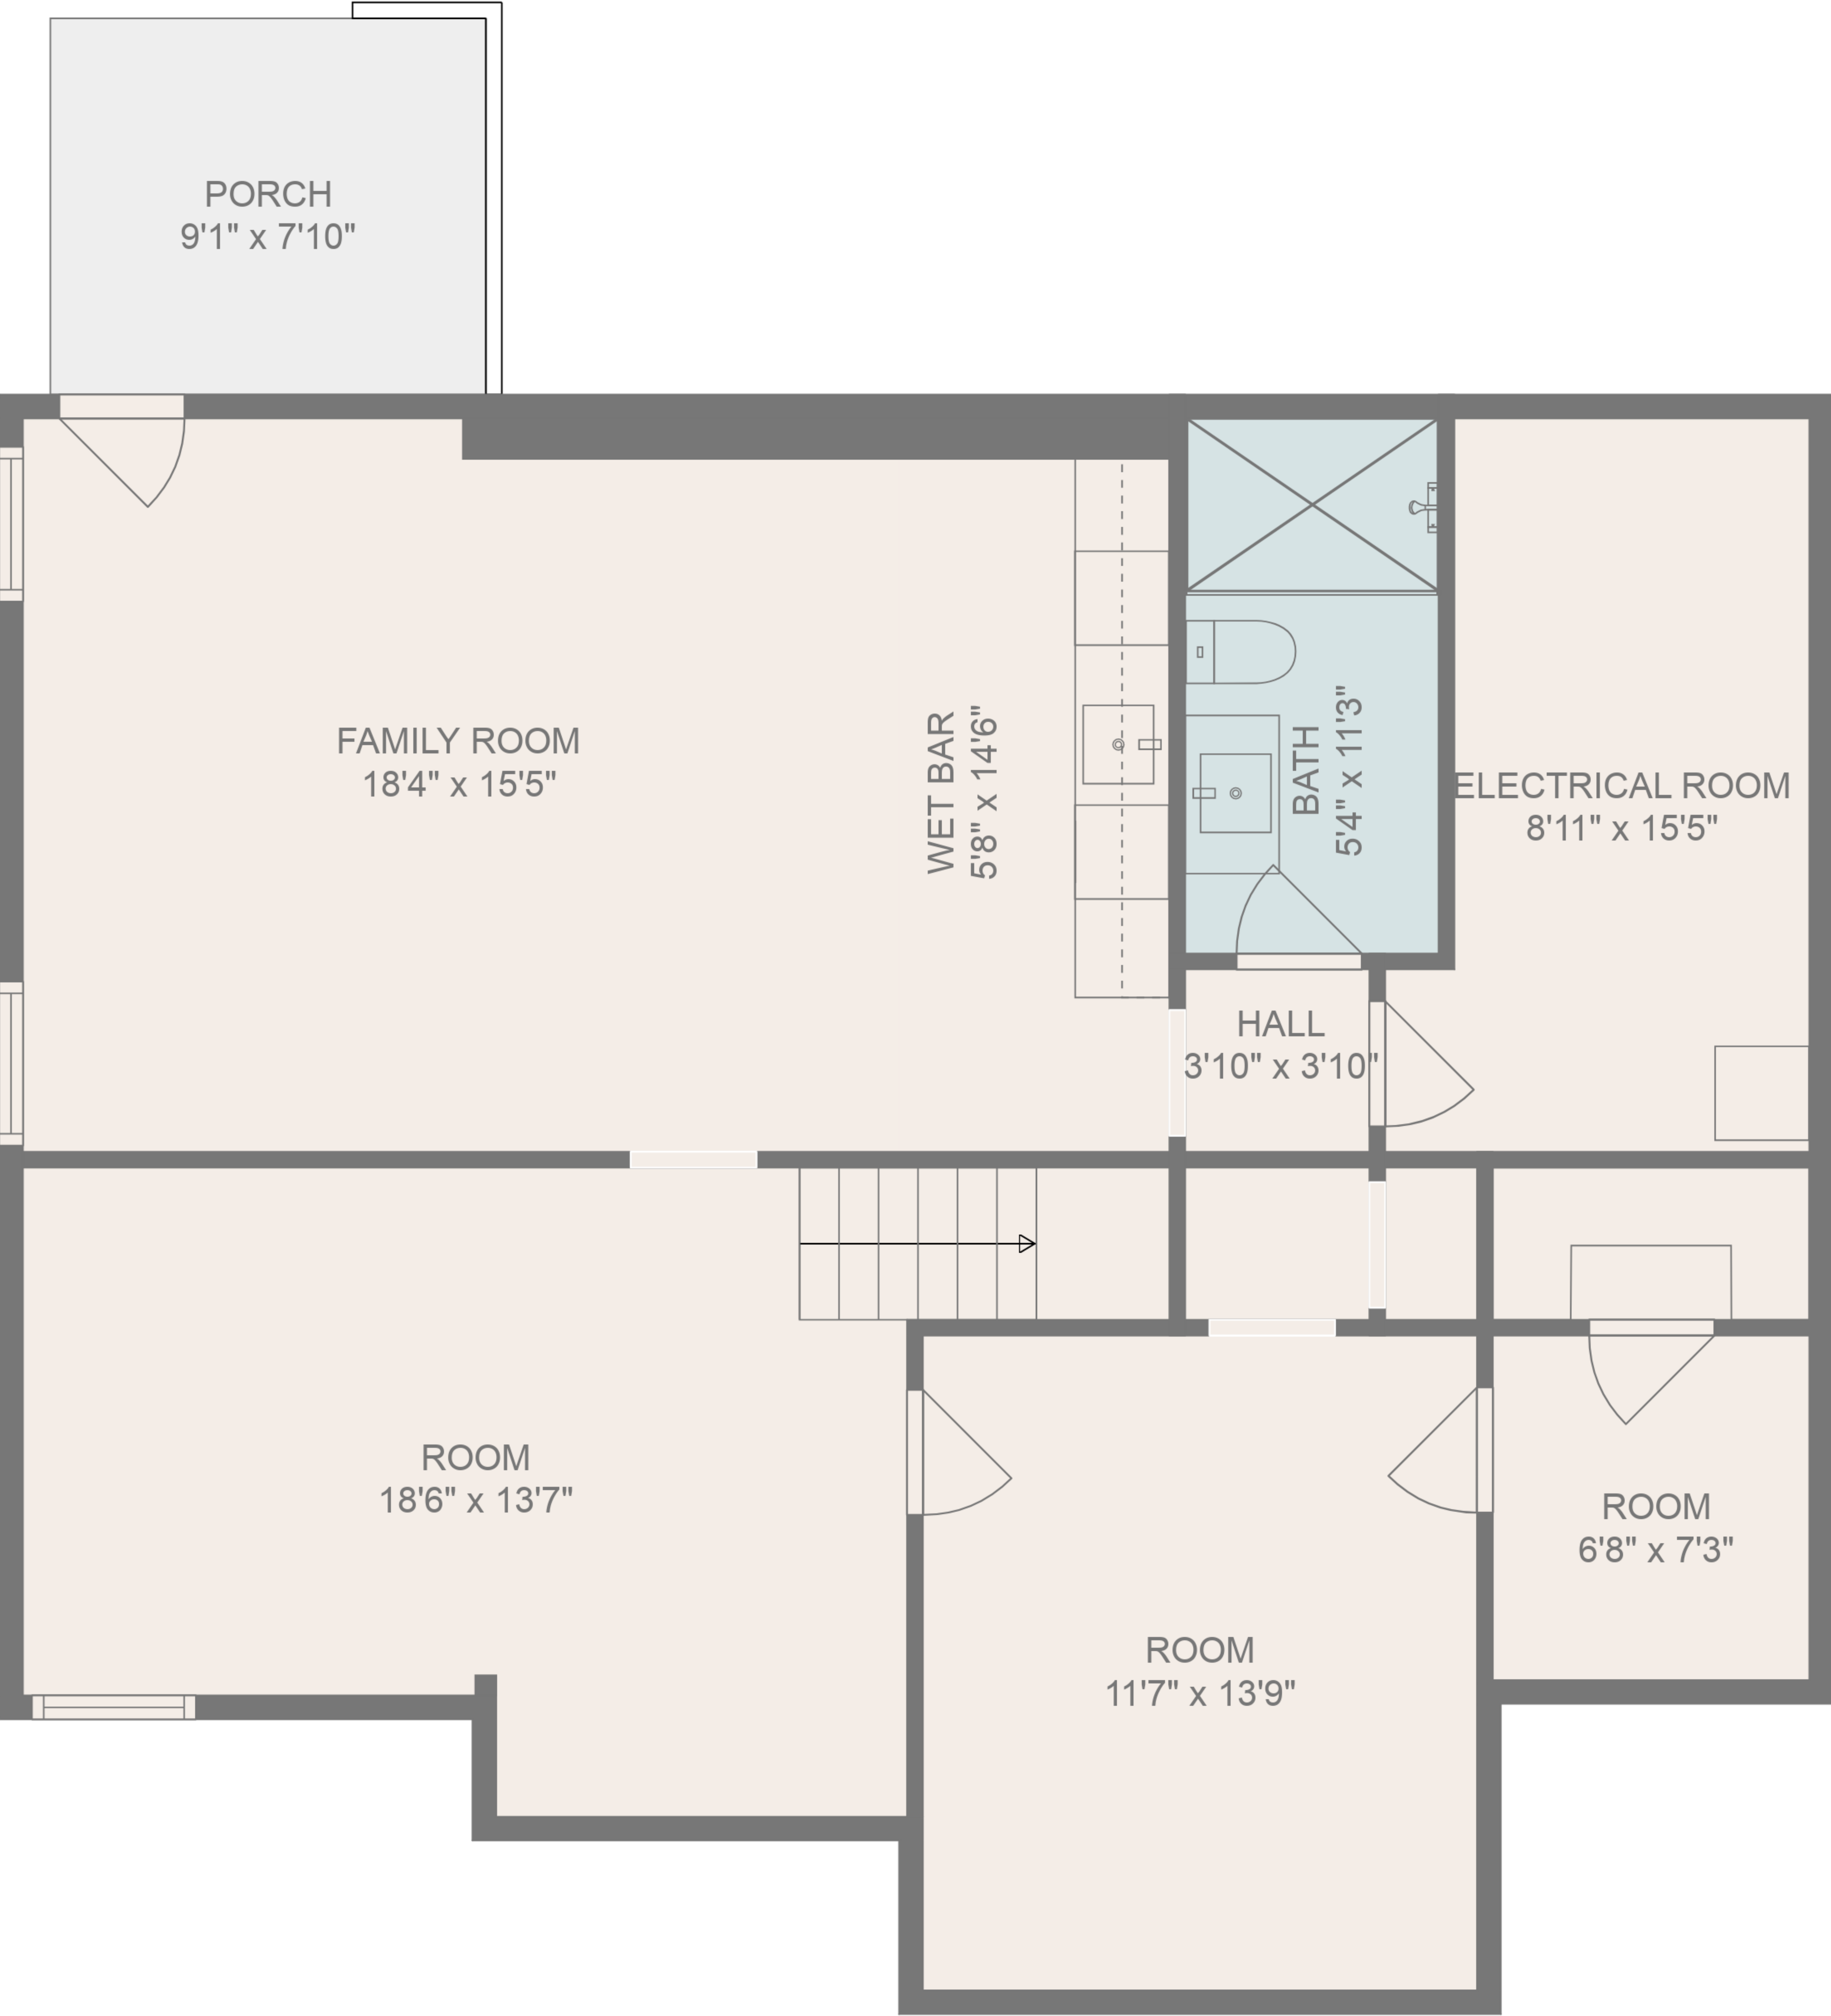 PORCH
9'1" x 7'10"
FAMILY ROOM
18'4" x 15'5"
WET BAR
5'8" x 14'6"
BATH
5'4" x 11'3"
ELECTRICAL ROOM
8'11" x 15'5"
HALL
3'10" x 3'10"
ROOM
18'6" x 13'7"
ROOM
6'8" x 7'3"
ROOM
11'7" x 13'9"